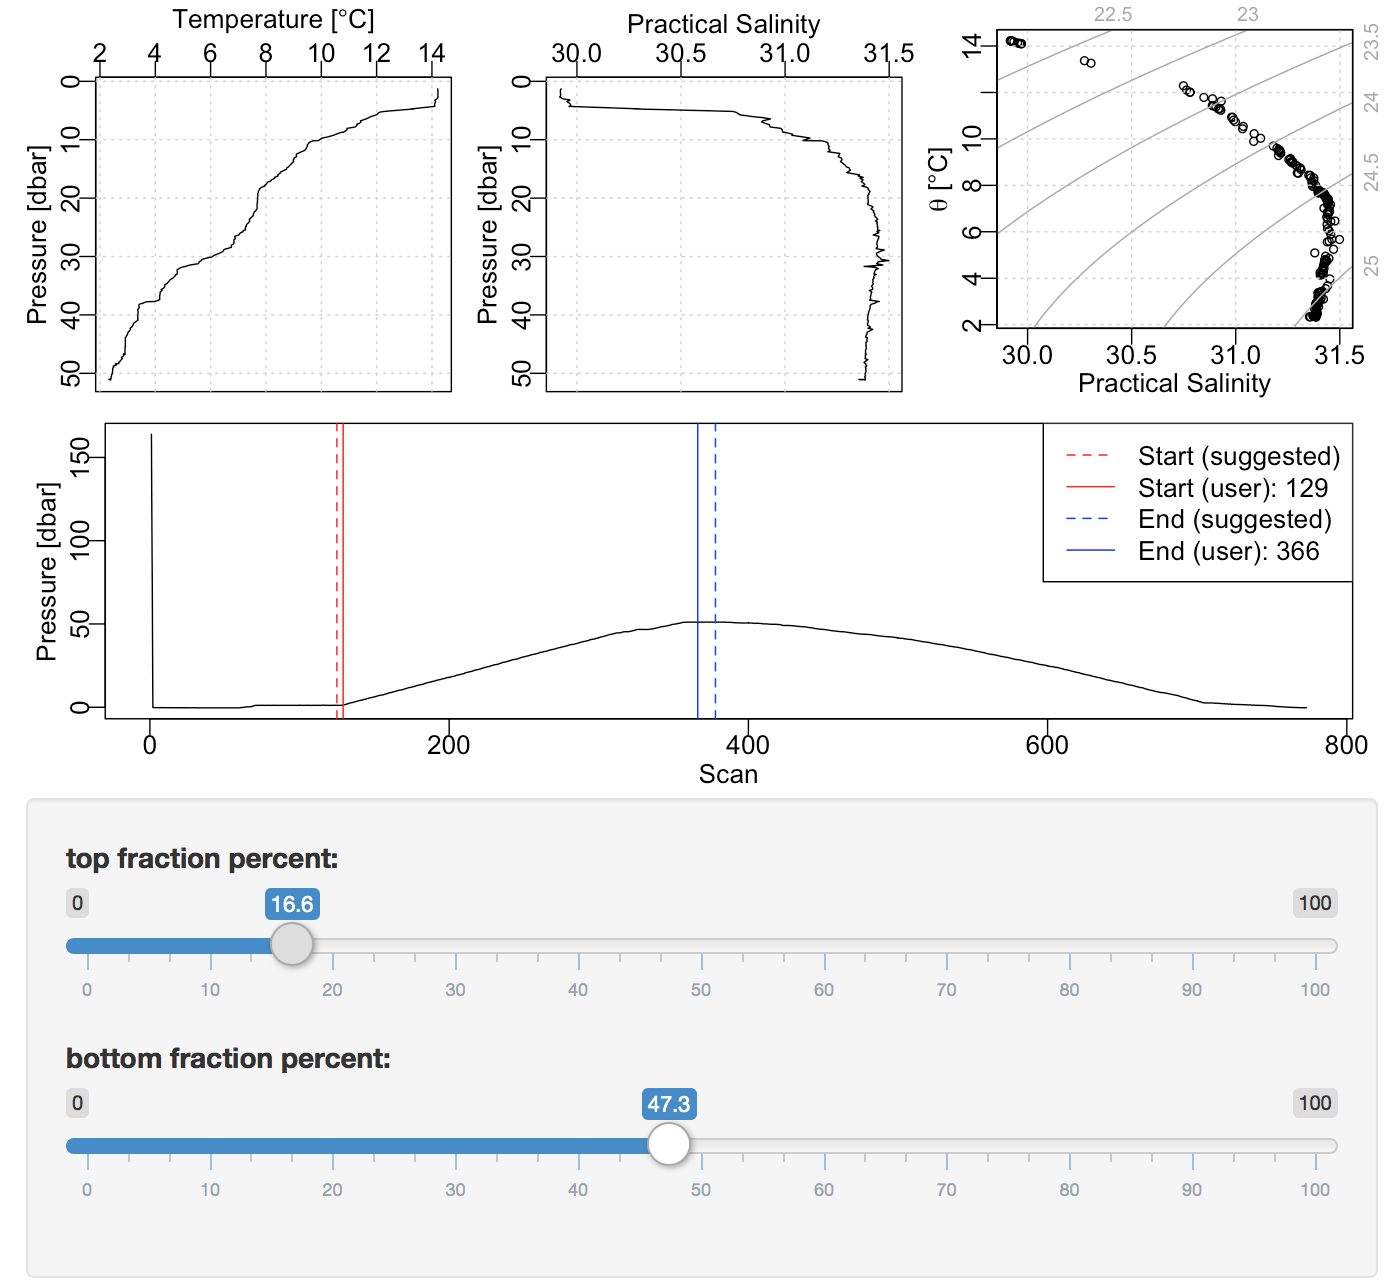 Temperature [°C]
2 4 6 8 10 12 14
Pressure [dbar]
0
10
20
30
40
50
Practical Salinity
30.0 30.5 31.0 31.5
Pressure [dbar]
0
10
20
30
40
50
22.5 23
23.5
24
24.5
25
θ [°C]
14
10
8
6
4
2
30.0 30.5 31.0 31.5
Practical Salinity
Pressure [dbar]
150
100
50
0
Start (suggested)
Start (user): 129
End (suggested)
End (user): 366
0 200 400 600 800
Scan
top fraction percent:
0 16.6 100
0 10 20 30 40 50 60 70 80 90 100
bottom fraction percent:
0 47.3 100
0 10 20 30 40 50 60 70 80 90 100